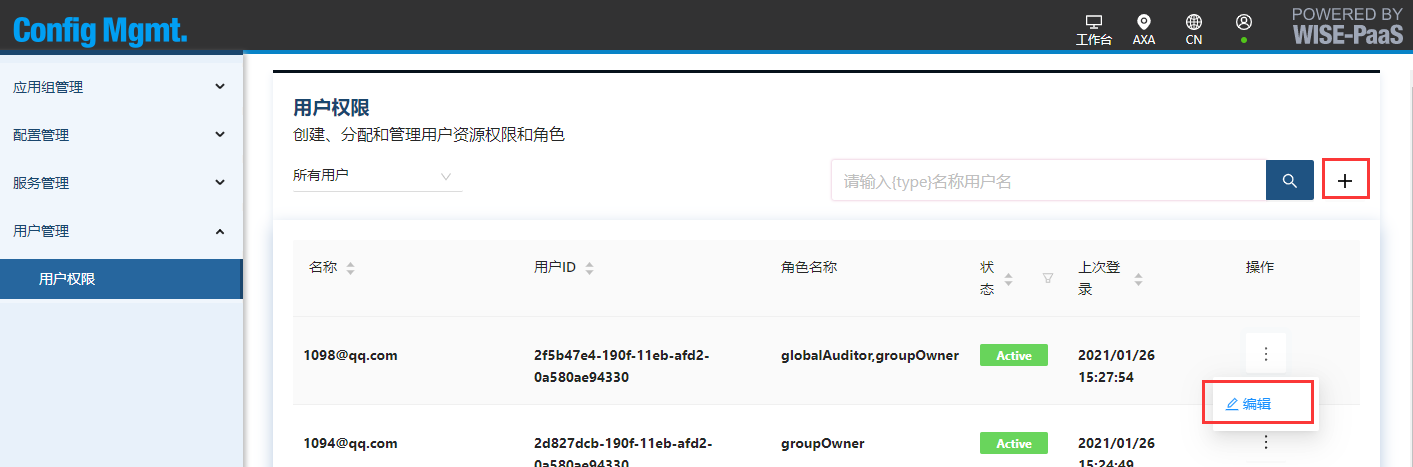 Config Mgmt.
工作台
AXA
CN
POWERED BY
WISE-PaaS
应用组管理
配置管理
服务管理
用户管理
用户权限
用户权限
创建、分配和管理用户资源权限和角色
所有用户
请输入{type}名称用户名
名称
用户ID
角色名称
状
态
上次登
录
操作
1098@qq.com
2f5b47e4-190f-11eb-afd2-
0a580ae94330
globalAuditor,groupOwner
Active
2021/01/26
15:27:54
编辑
1094@qq.com
2d827dcb-190f-11eb-afd2-
0a580ae94330
groupOwner
Active
2021/01/26
15:24:49